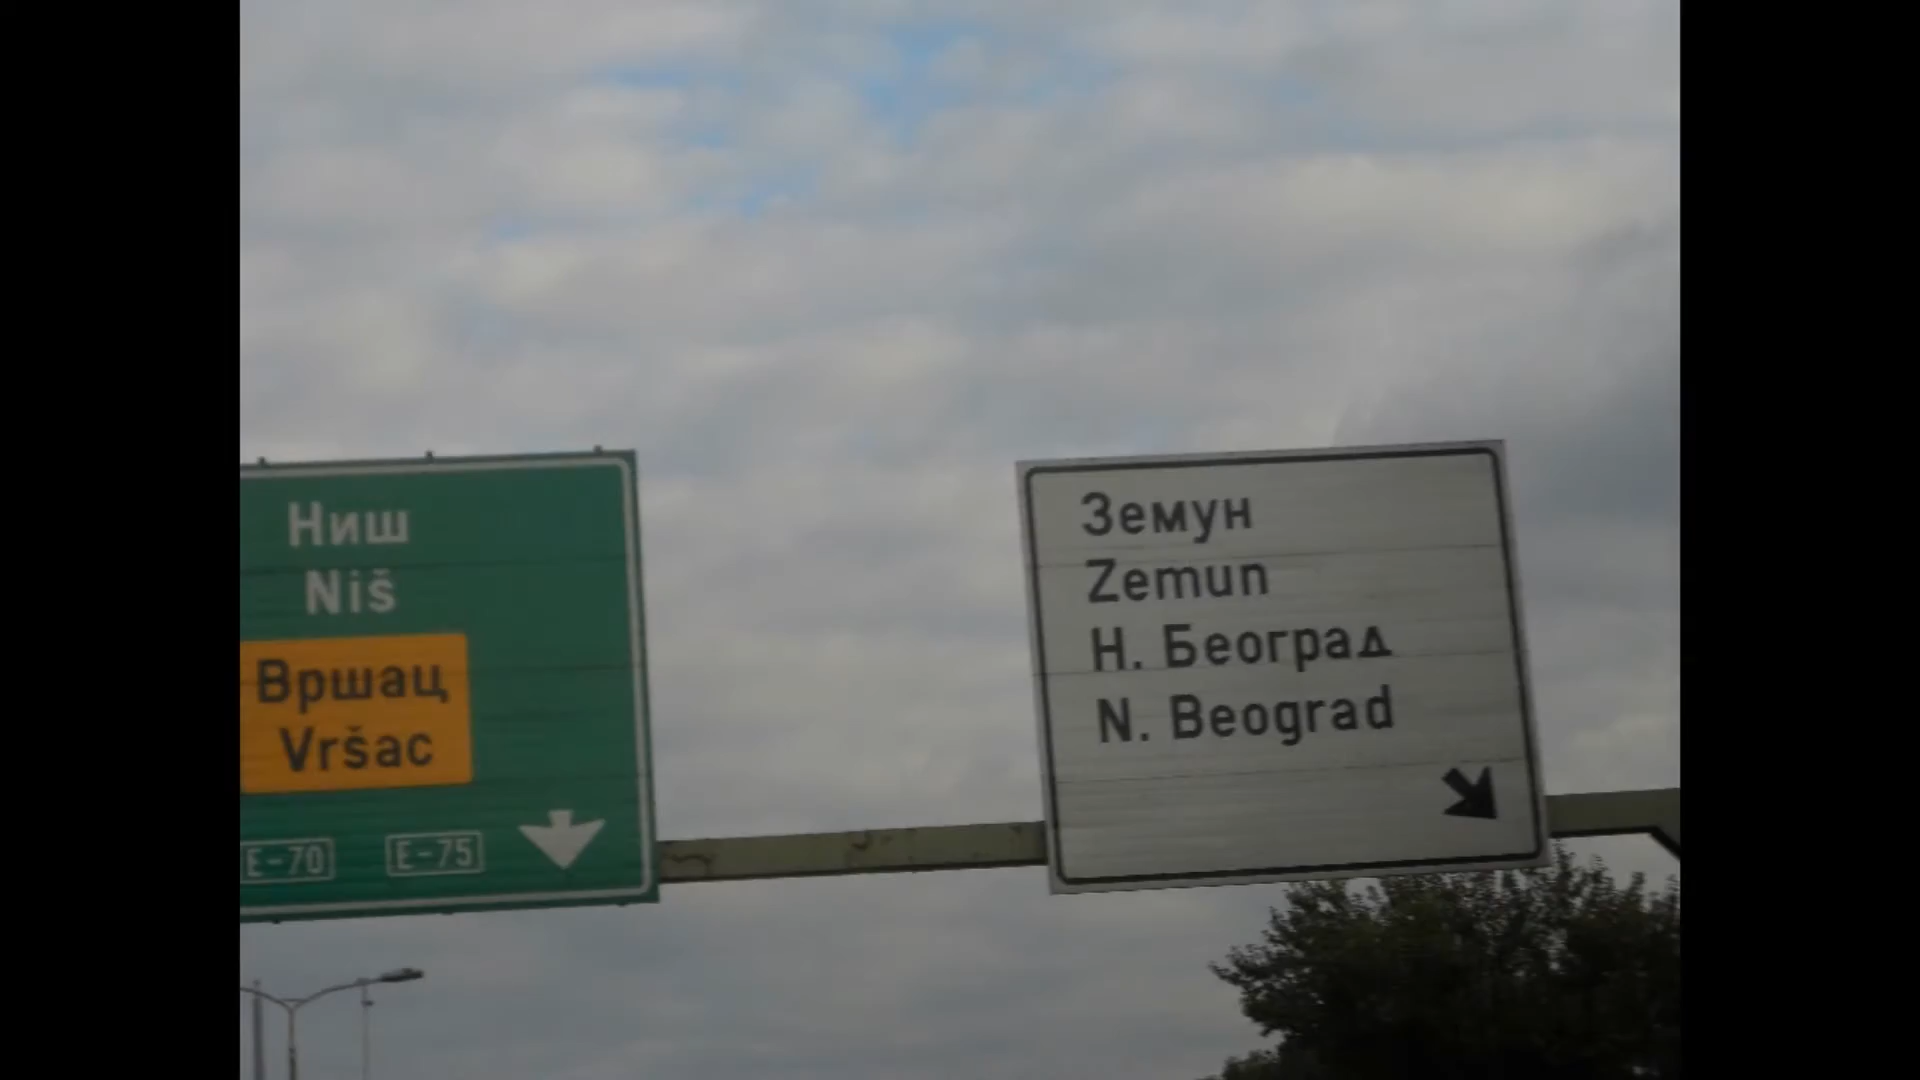 Ниш
Niš
Вршац
Vršac
E-70
E-75
Земун
Zemun
Н. Београд
N. Beograd